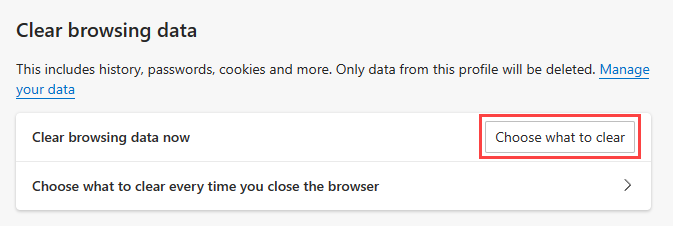 Clear browsing data
This includes history, passwords, cookies and more. Only data from this profile will be deleted. Manage
your data
Clear browsing data now
Choose what to clear
Choose what to clear every time you close the browser